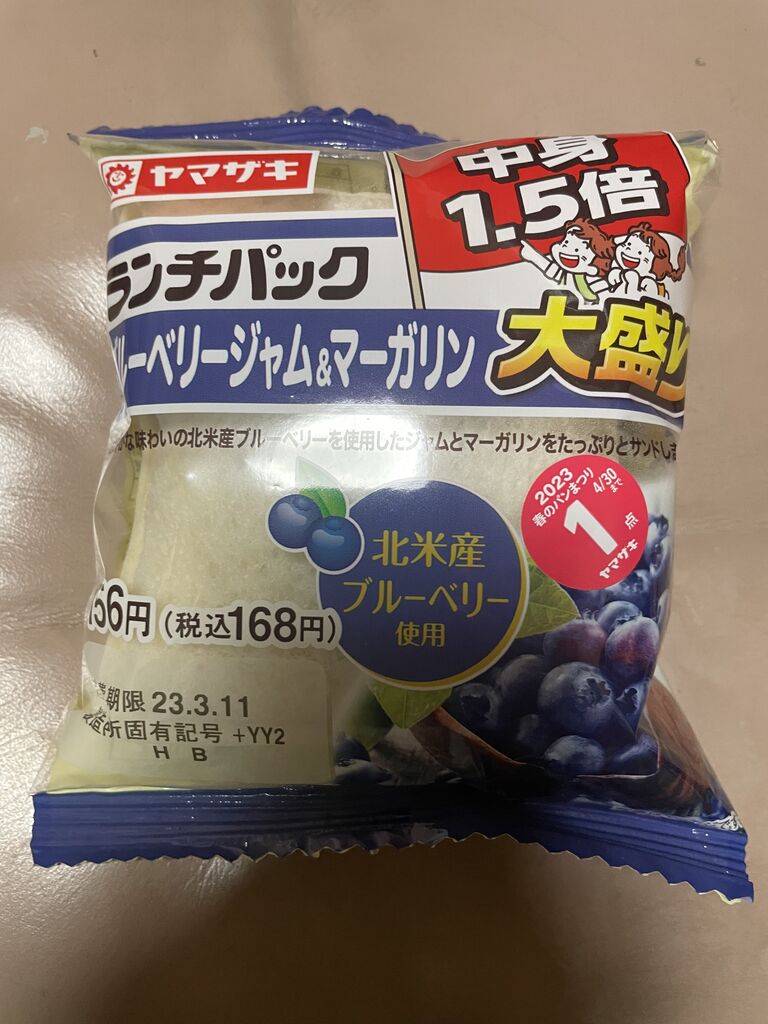 ヤマザキ
中身
1.5倍
ランチパック
ブルーベリージャム&マーガリン
大盛り
な味わいの北米産ブルーベリーを使用したジャムとマーガリンをたっぷりとサンドしま
2023
春のパンまつり
4/30まで
1点
ヤマザキ
北米産
ブルーベリー
使用
156円(税込168円)
期限 23.3.11
製造所固有記号 +YY2
H B